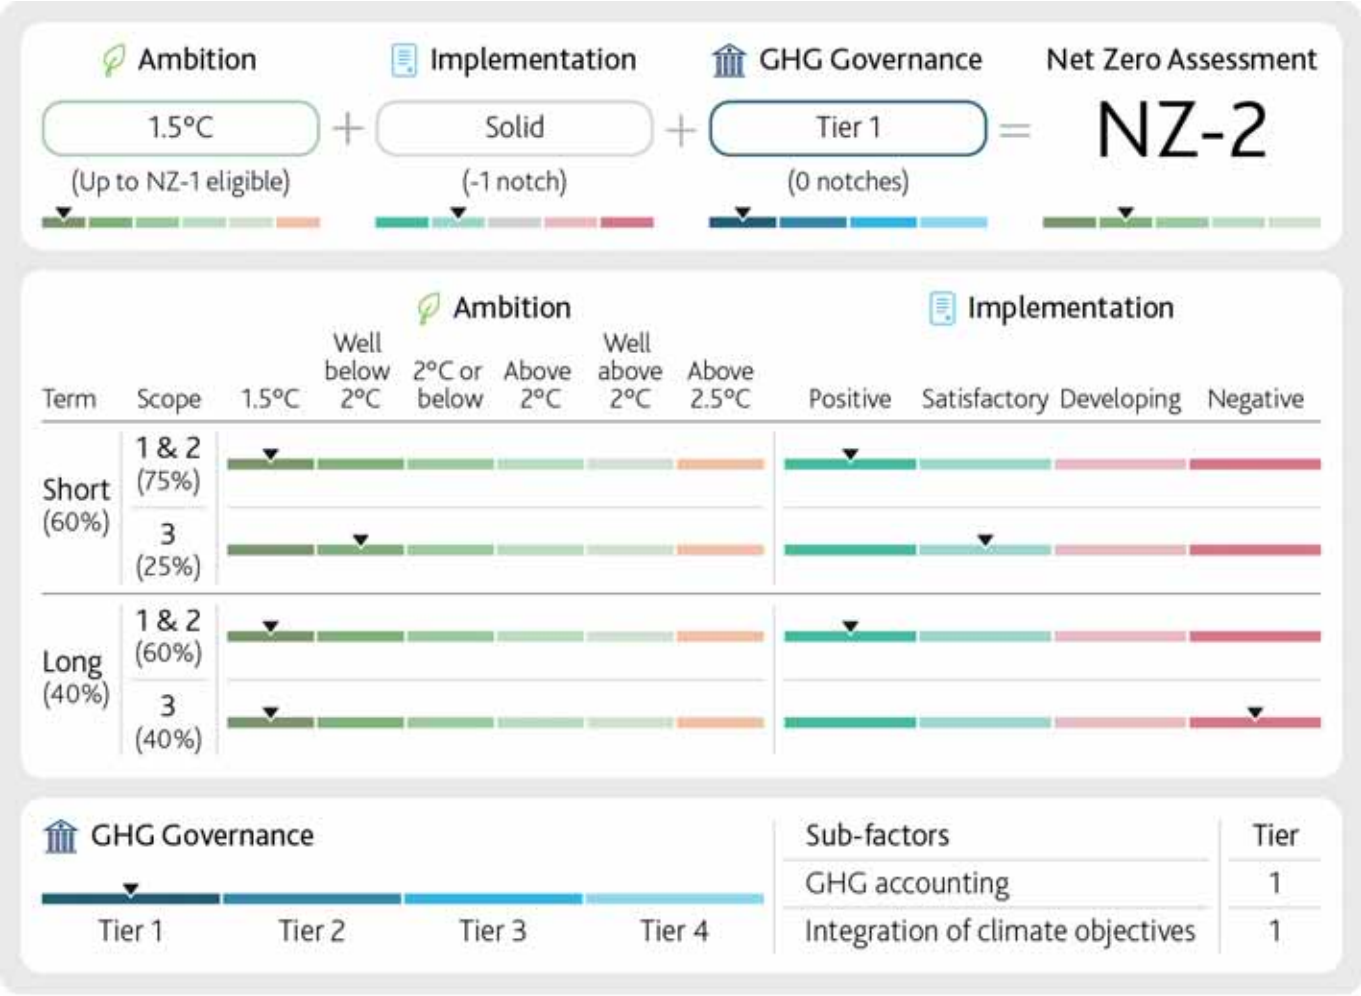 Ambition Implementation GHG Governance Net Zero Assessment
1.5°C + Solid + Tier 1 = NZ-2
(Up to NZ-1 eligible) (-1 notch) (0 notches)
Ambition Implementation
Term Scope 1.5°C Well below 2°C 2°C or below Above 2°C Well above 2°C Above 2.5°C Positive Satisfactory Developing Negative
Short (60%)
1 & 2
(75%)
3
(25%)
Long (40%)
1 & 2
(60%)
3
(40%)
GHG Governance
Tier 1 Tier 2 Tier 3 Tier 4
Sub-factors Tier
GHG accounting 1
Integration of climate objectives 1